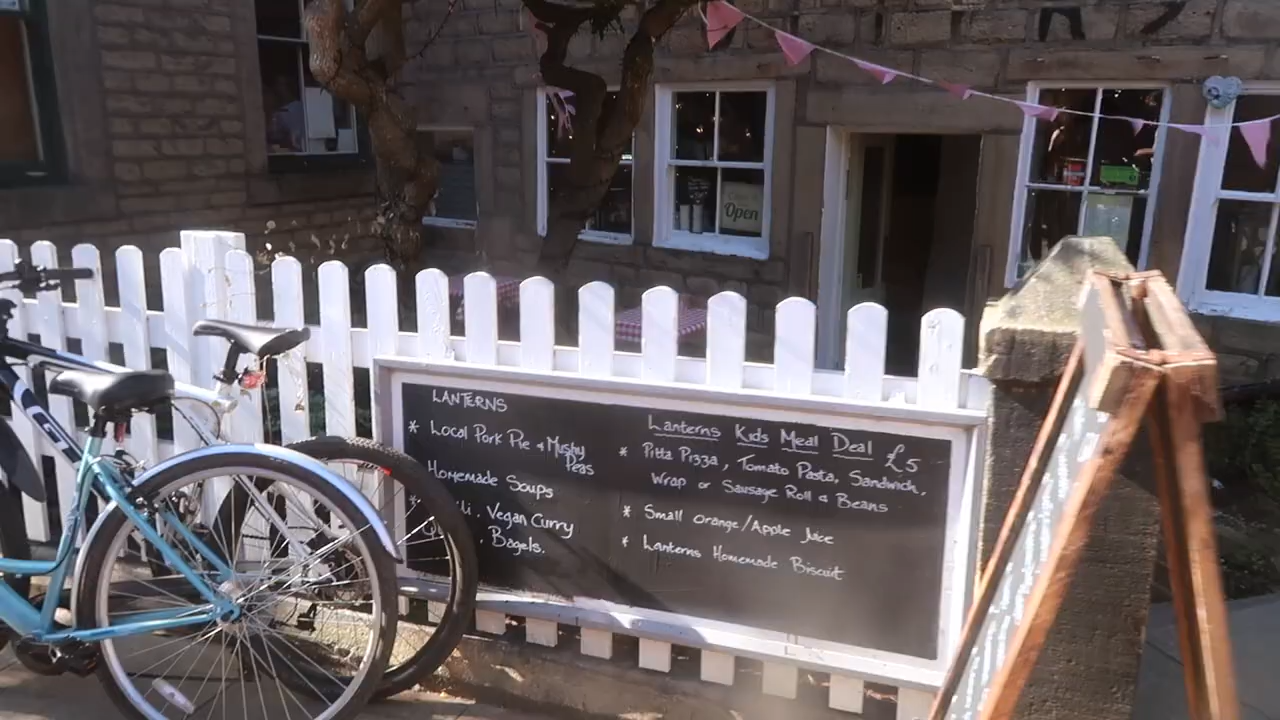 Open
LANTERNS
* Local Pork Pie & Mushy
Peas
Homemade Soups
Vegan Curry
, Bagels.
Lanterns Kids Meal Deal £5
* Pitta Pizza, Tomato Pasta, Sandwich,
Wrap or Sausage Roll & Beans
* Small Orange/Apple Juice
* Lanterns Homemade Biscuit